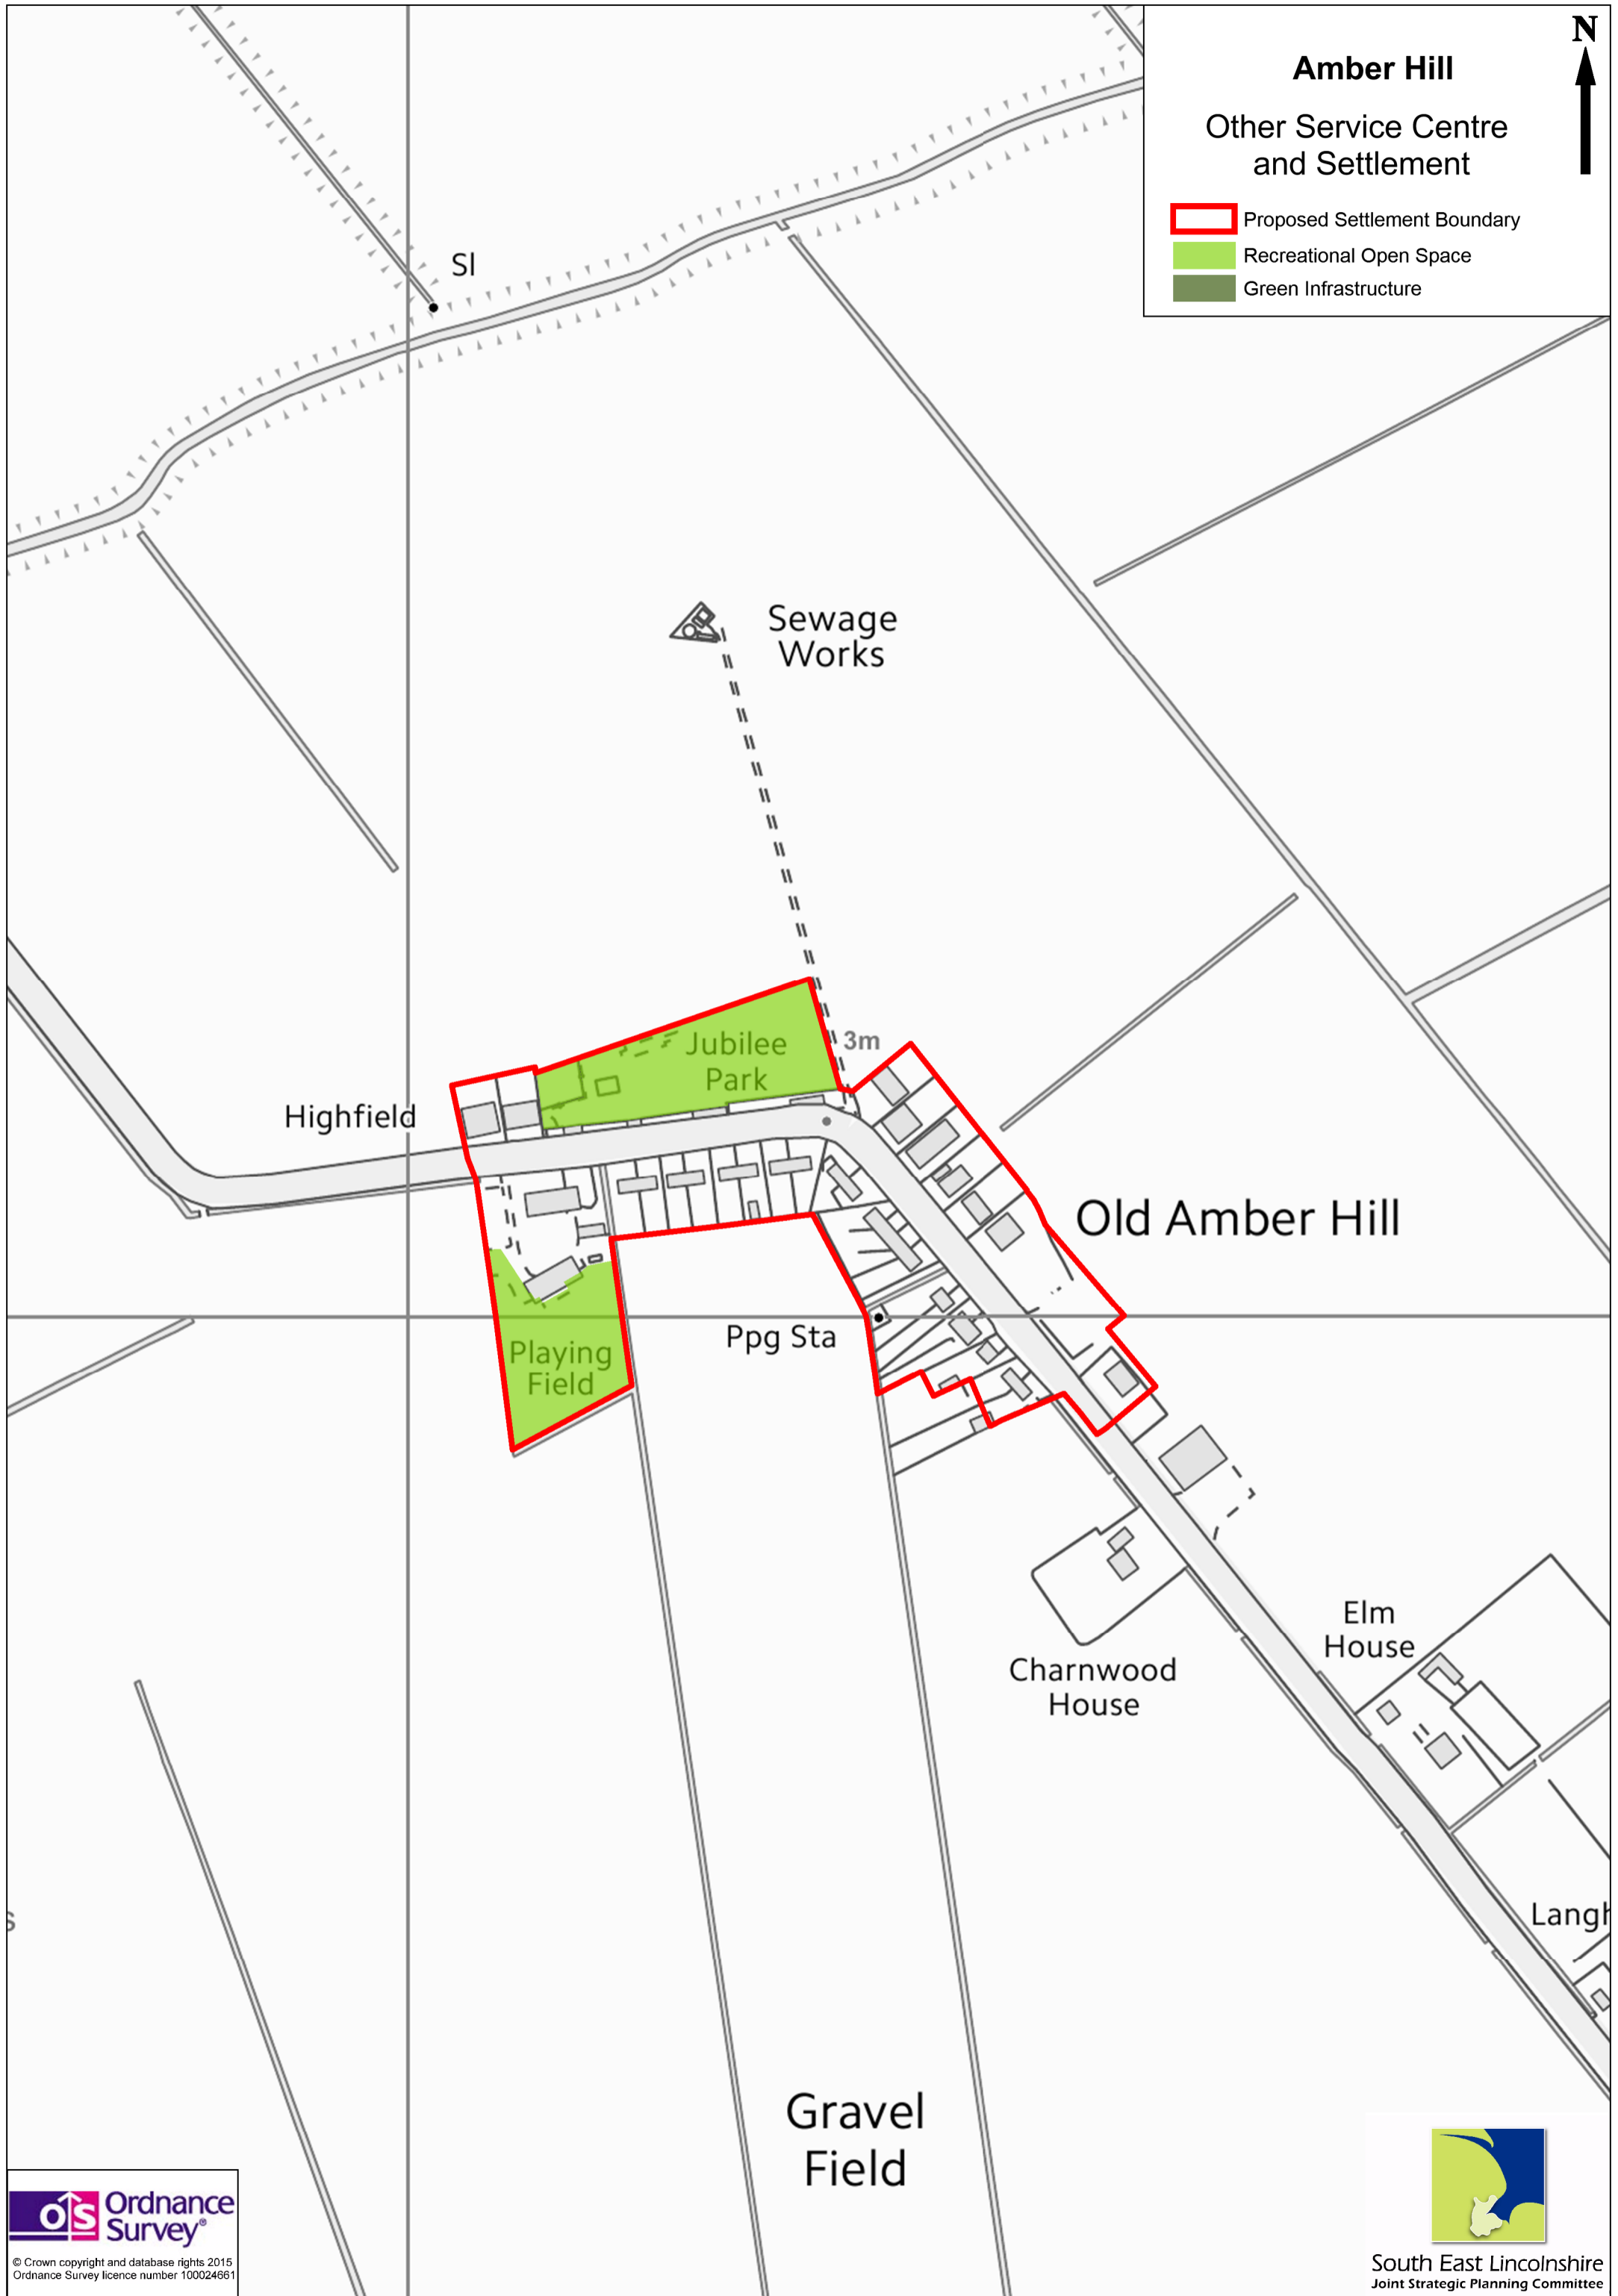 N
Amber Hill
Other Service Centre
and Settlement
Proposed Settlement Boundary
Recreational Open Space
Green Infrastructure
Sl
Sewage
Works
Jubilee
Park
3m
Highfield
Old Amber Hill
Ppg Sta
Playing
Field
Elm
House
Charnwood
House
s
Langh
Gravel
Field
OS Ordnance
Survey®
© Crown copyright and database rights 2015
Ordnance Survey licence number 100024661
South East Lincolnshire
Joint Strategic Planning Committee